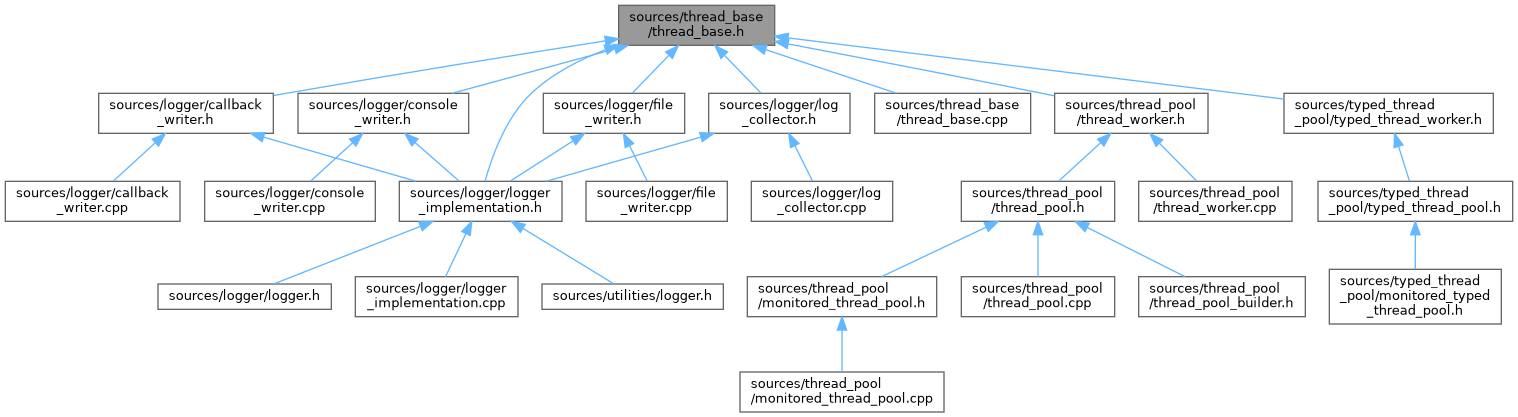 sources/thread_base
/thread_base.h
sources/logger/callback
_writer.h
sources/logger/console
_writer.h
sources/logger/file
_writer.h
sources/logger/log
_collector.h
sources/thread_base
/thread_base.cpp
sources/thread_pool
/thread_worker.h
sources/typed_thread
_pool/typed_thread_worker.h
sources/logger/callback
_writer.cpp
sources/logger/console
_writer.cpp
sources/logger/logger
_implementation.h
sources/logger/file
_writer.cpp
sources/logger/log
_collector.cpp
sources/thread_pool
/thread_pool.h
sources/thread_pool
/thread_worker.cpp
sources/typed_thread
_pool/typed_thread_pool.h
sources/logger/logger.h
sources/logger/logger
_implementation.cpp
sources/utilities/logger.h
sources/thread_pool
/monitored_thread_pool.h
sources/thread_pool
/thread_pool.cpp
sources/thread_pool
/thread_pool_builder.h
sources/typed_thread
_pool/monitored_typed
_thread_pool.h
sources/thread_pool
/monitored_thread_pool.cpp